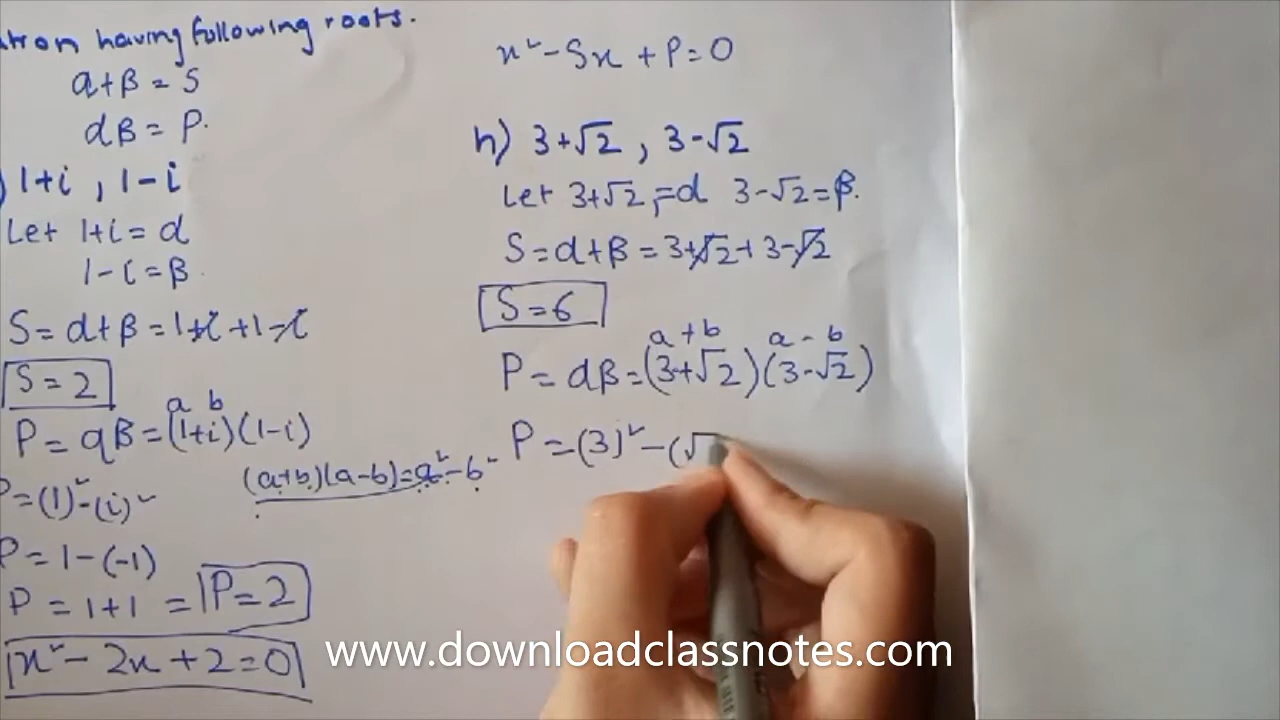 having following roots.
α+β = S
αβ = P.
1+i , 1-i
Let 1+i = α
1-i = β
S = α+β = 1+i+1-i
S = 2
a b
P = αβ = (1+i)(1-i)
(a+b)(a-b) = a²-b²
P = (1)²-(i)²
P = 1-(-1)
P = 1+1 = P=2
x²-2x+2=0
x²-Sx+P=0
h) 3+√2 , 3-√2
Let 3+√2,=α 3-√2=β.
S=α+β=3+√2+3-√2
S=6
a+b a-b
P=αβ=(3+√2)(3-√2)
P=(3)²-(√
www.downloadclassnotes.com